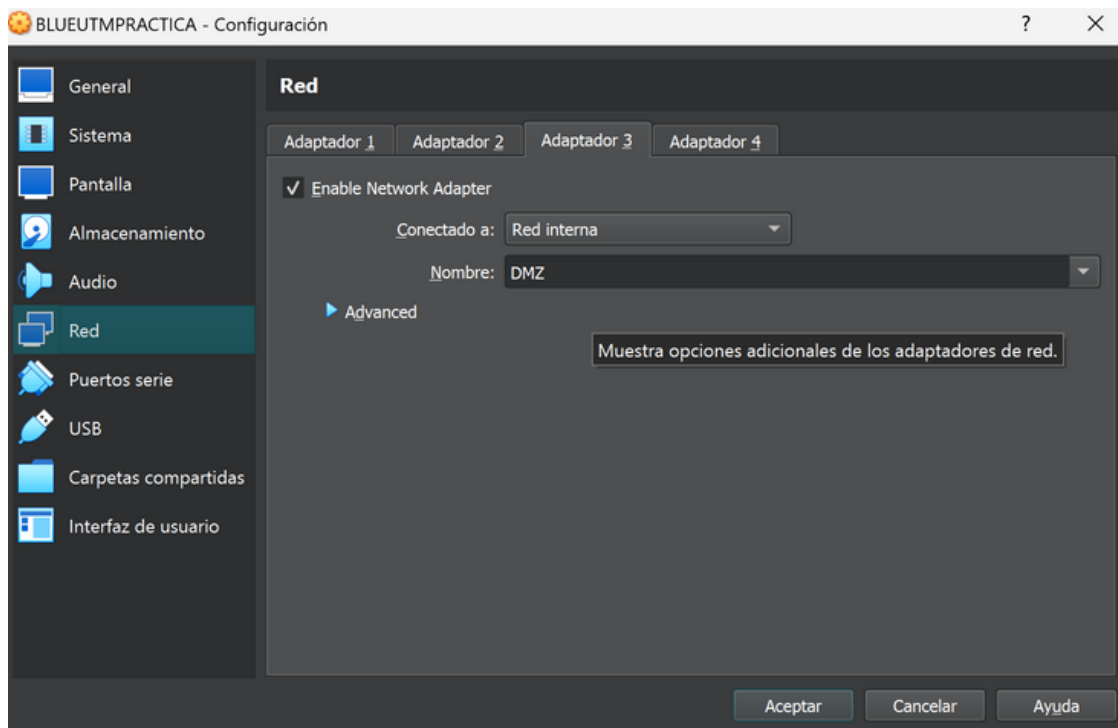 BLUEUTMPRACTICA - Configuración
?
General
Sistema
Pantalla
Almacenamiento
Audio
Red
Puertos serie
USB
Carpetas compartidas
Interfaz de usuario
Red
Adaptador 1 Adaptador 2 Adaptador 3 Adaptador 4
Enable Network Adapter
Conectado a: Red interna
Nombre: DMZ
Advanced
Muestra opciones adicionales de los adaptadores de red.
Aceptar Cancelar Ayuda